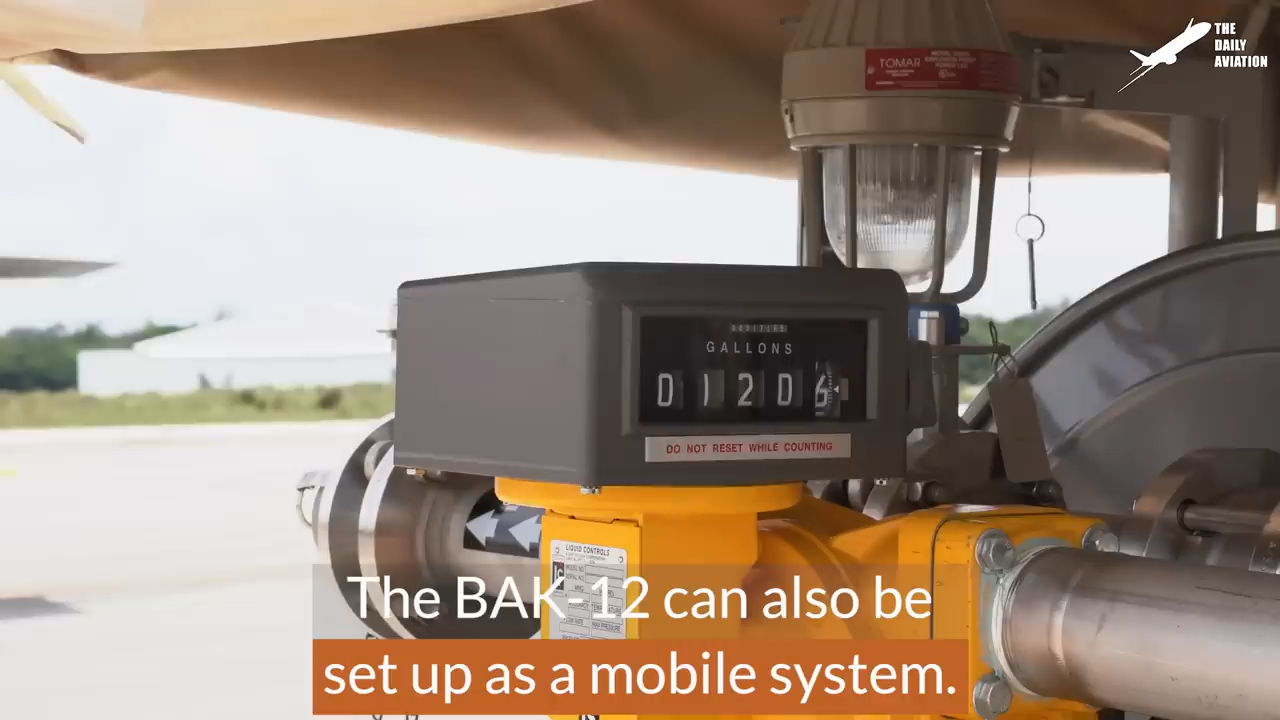 THE
DAILY
AVIATION
TOMAR
GALLONS
0 1 2 0 6
DO NOT RESET WHILE COUNTING
LIQUID CONTROLS
The BAK-12 can also be
set up as a mobile system.